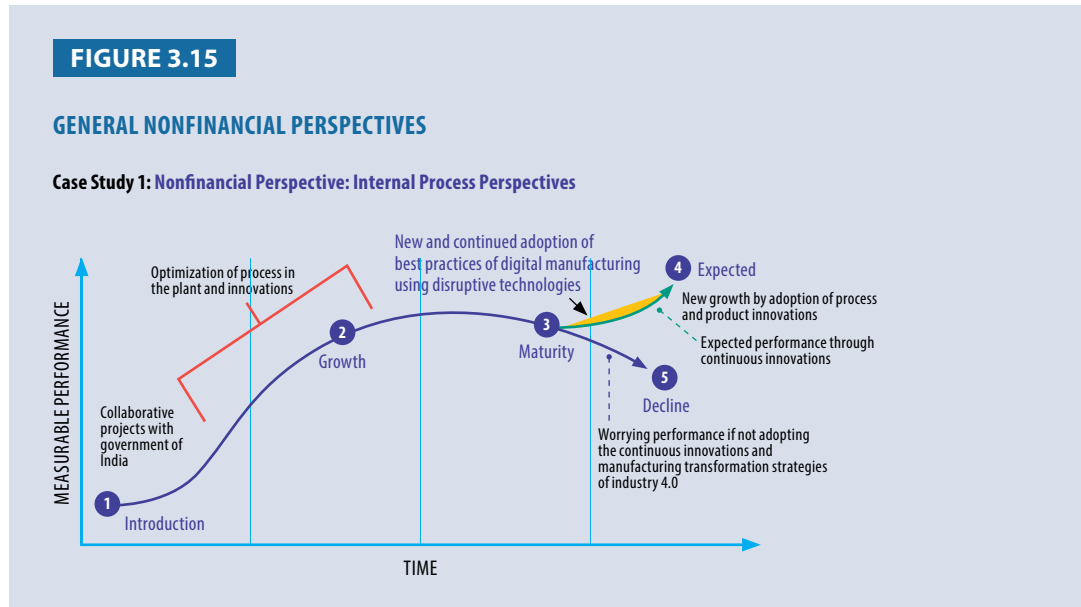 FIGURE 3.15
GENERAL NONFINANCIAL PERSPECTIVES
Case Study 1: Nonfinancial Perspective: Internal Process Perspectives
MEASURABLE PERFORMANCE
Collaborative
projects with
government of
India
1
Introduction
Optimization of process in
the plant and innovations
2
Growth
New and continued adoption of
best practices of digital manufacturing
using disruptive technologies
3
Maturity
4
Expected
New growth by adoption of process
and product innovations
Expected performance through
continuous innovations
5
Decline
Worrying performance if not adopting
the continuous innovations and
manufacturing transformation strategies
of industry 4.0
TIME